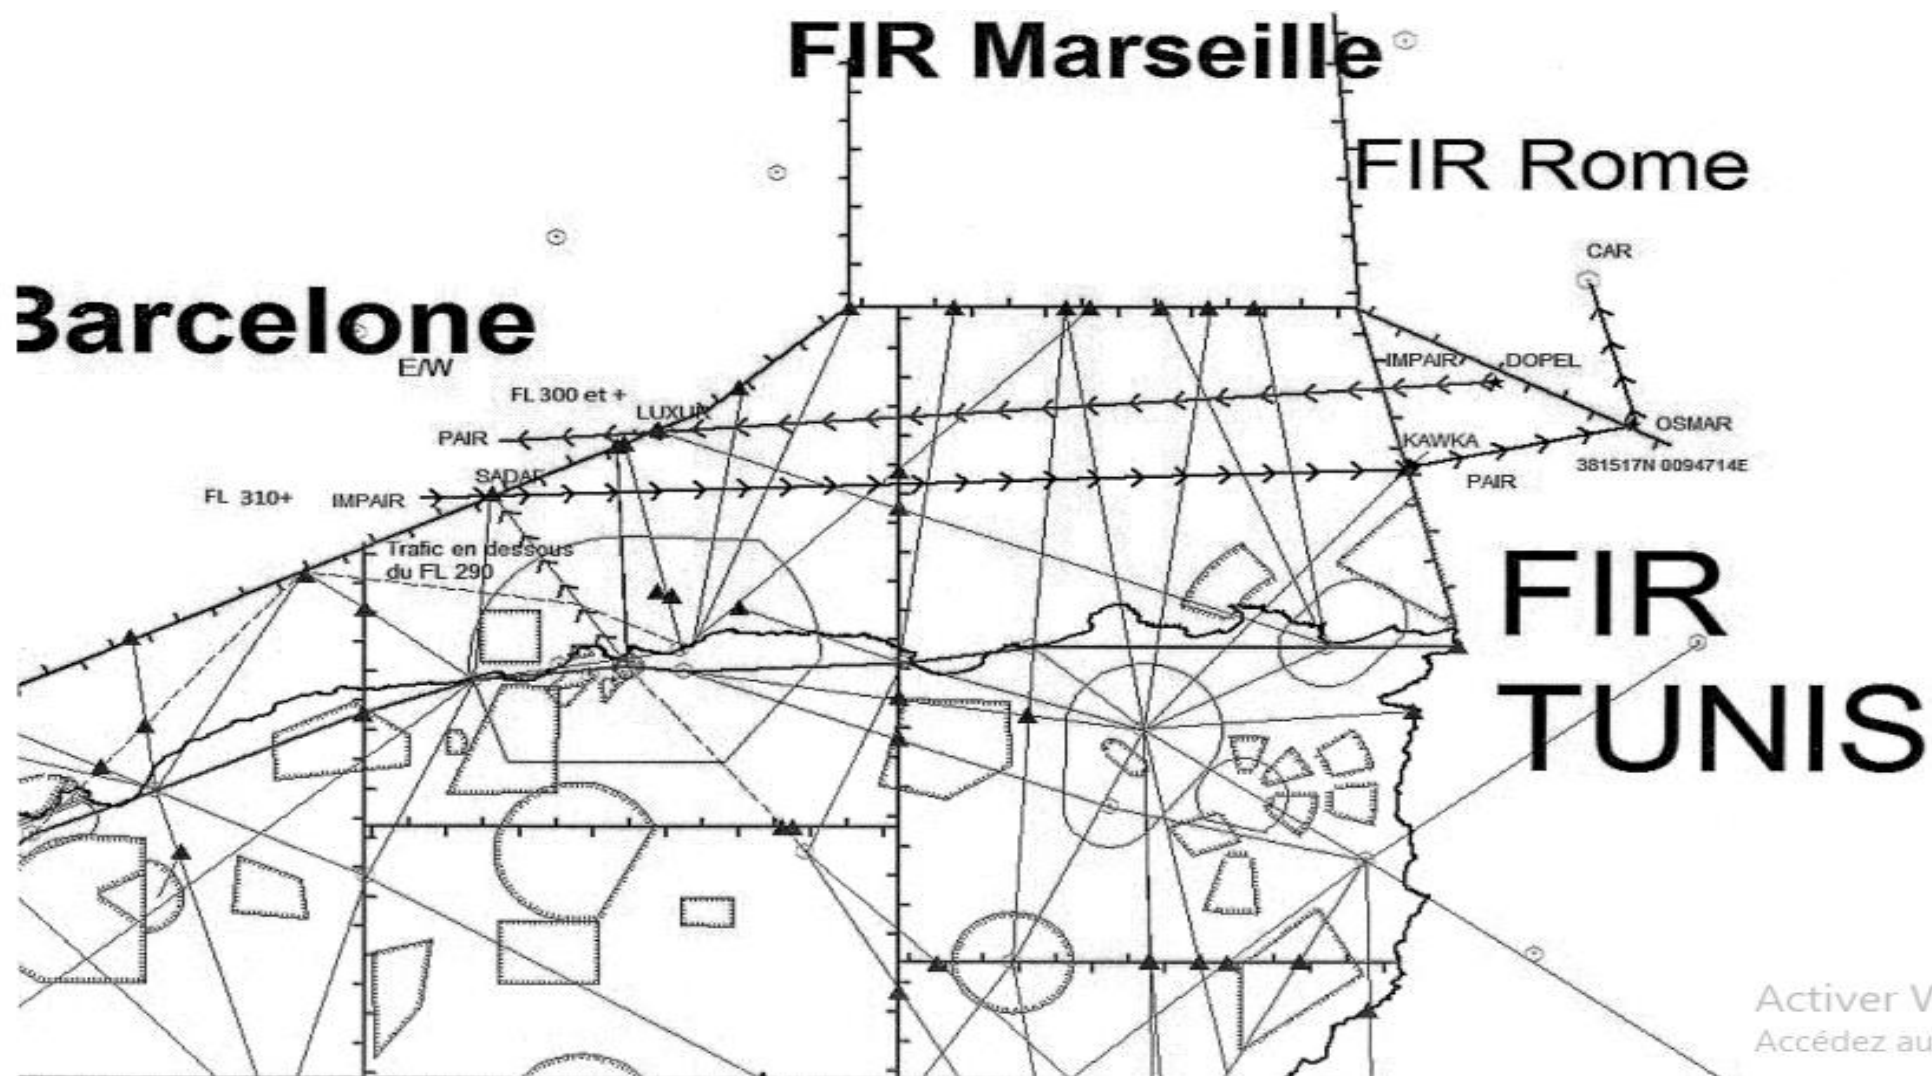 FIR Marseille
FIR Rome
CAR
Barcelone
E/W
FL 300 et +
LUXUR
IMPAIR
DOPEL
PAIR
OSMAR
KAWKA
381517N 0094714E
PAIR
SADAF
FL 310+
IMPAIR
Trafic en dessous
du FL 290
FIR
TUNIS
Activer V
Accédez au